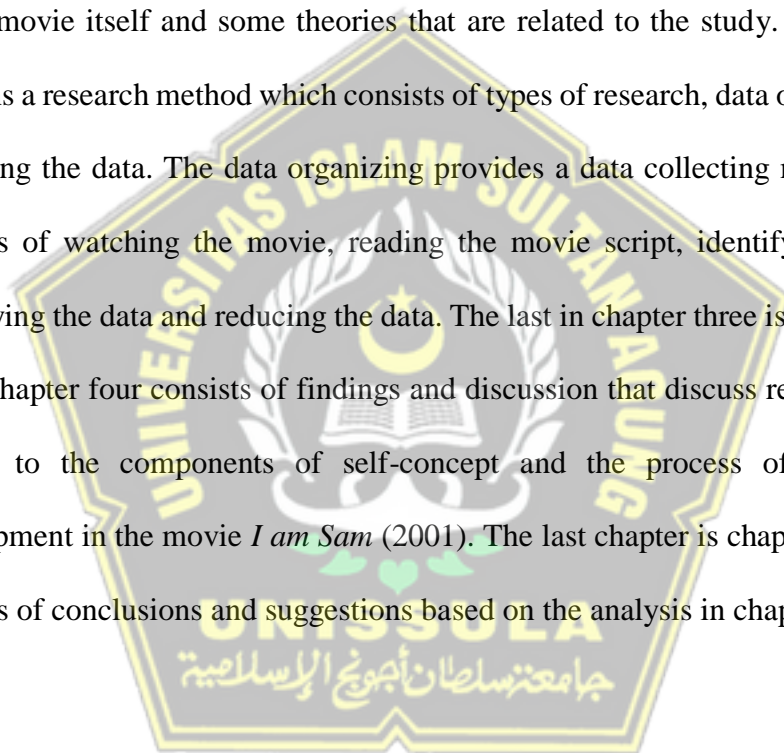 movie itself and some theories that are related to the study.
s a research method which consists of types of research, data o
ng the data. The data organizing provides a data collecting
s of watching the movie, reading the movie script, identify
ving the data and reducing the data. The last in chapter three is
hapter four consists of findings and discussion that discuss re
to the components of self-concept and the process of
pment in the movie I am Sam (2001). The last chapter is chap
s of conclusions and suggestions based on the analysis in chap
UNIVERSITAS ISLAM SULTAN AGUNG
UNISSULA
جامعتنسلطان أجونج الإسلامية